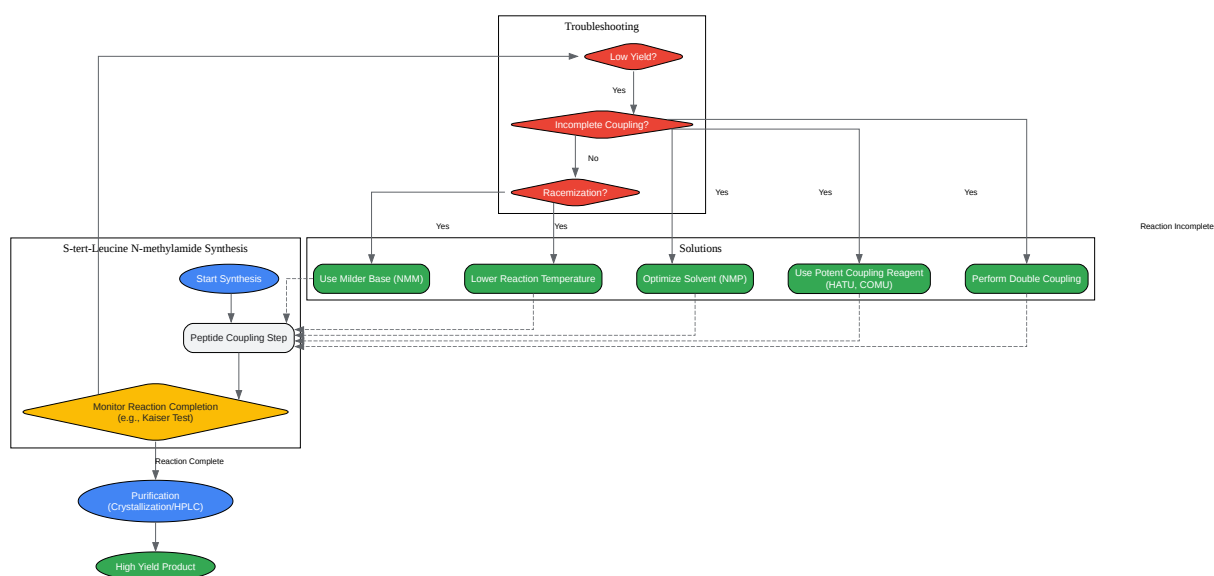 Troubleshooting
Low Yield?
Yes
Incomplete Coupling?
No
Racemization?
Yes
Yes
Yes
Yes
Yes
Reaction Incomplete
S-tert-Leucine N-methylamide Synthesis
Solutions
Start Synthesis
Use Milder Base (NMM)
Lower Reaction Temperature
Optimize Solvent (NMP)
Use Potent Coupling Reagent
(HATU, COMU)
Perform Double Coupling
Peptide Coupling Step
Monitor Reaction Completion
(e.g., Kaiser Test)
Reaction Complete
Purification
(Crystallization/HPLC)
High Yield Product